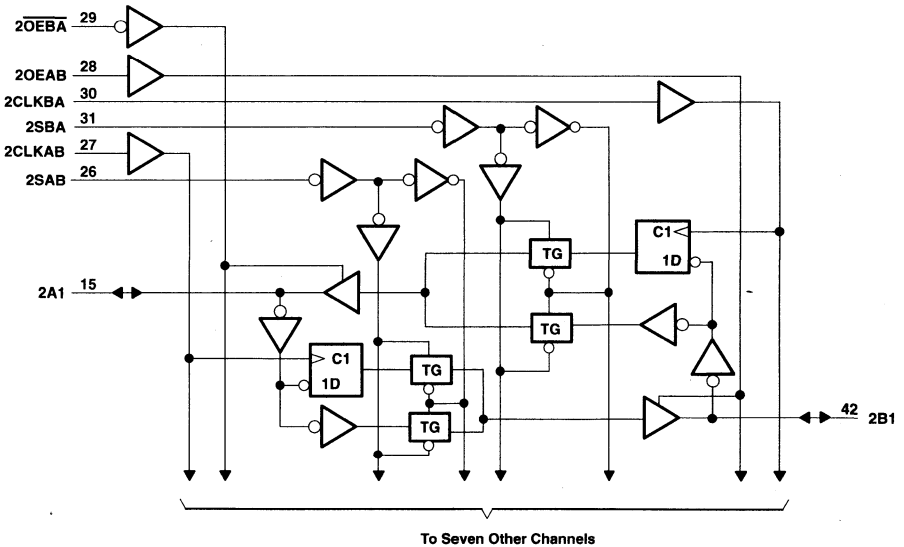 2OEBA 29
2OEAB 28
2CLKBA 30
2SBA 31
2CLKAB 27
2SAB 26
C1
1D
TG
2A1 15
TG
C1
1D
TG
TG
42 2B1
To Seven Other Channels